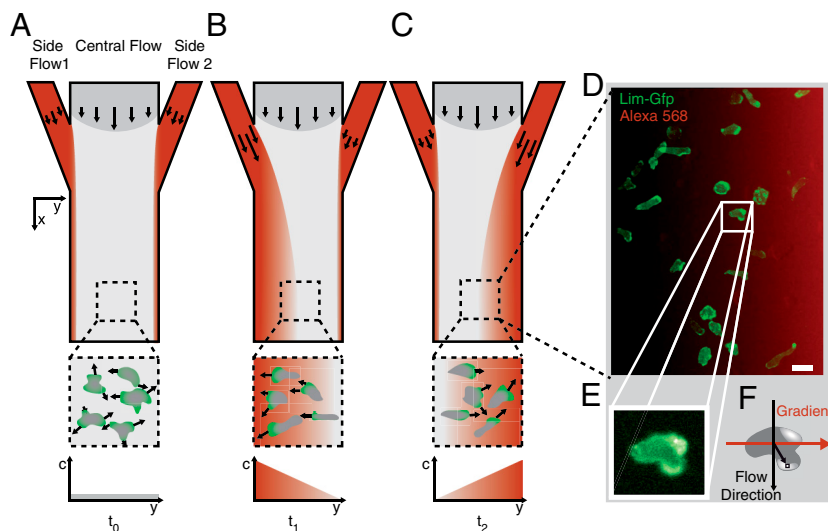 A
B
C
Side
Flow1
Central Flow
Side
Flow 2
D
Lim-Gfp
Alexa 568
y
x
E
F
Gradien
Flow
Direction
c
y
t0
c
y
t1
c
y
t2